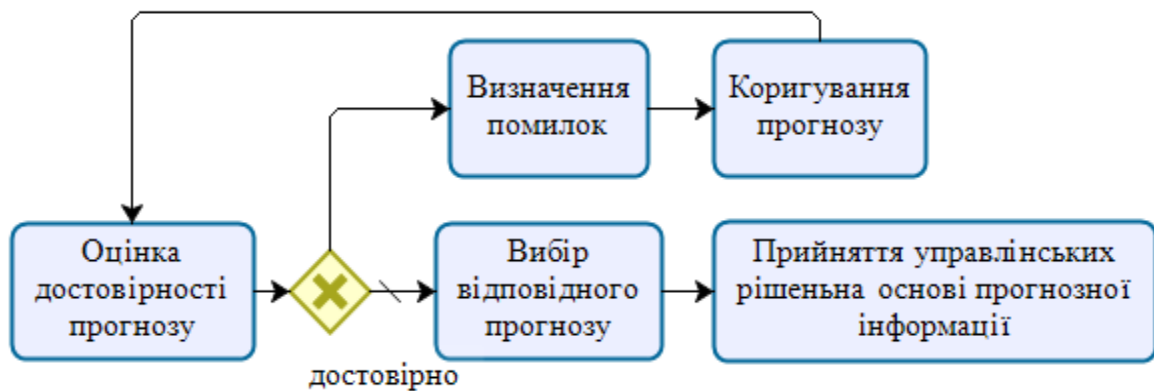 Визначення
помилок
Коригування
прогнозу
Оцінка
достовірності
прогнозу
достовірно
Вибір
відповідного
прогнозу
Прийняття управлінських
рішеньна основі прогнозної
інформації